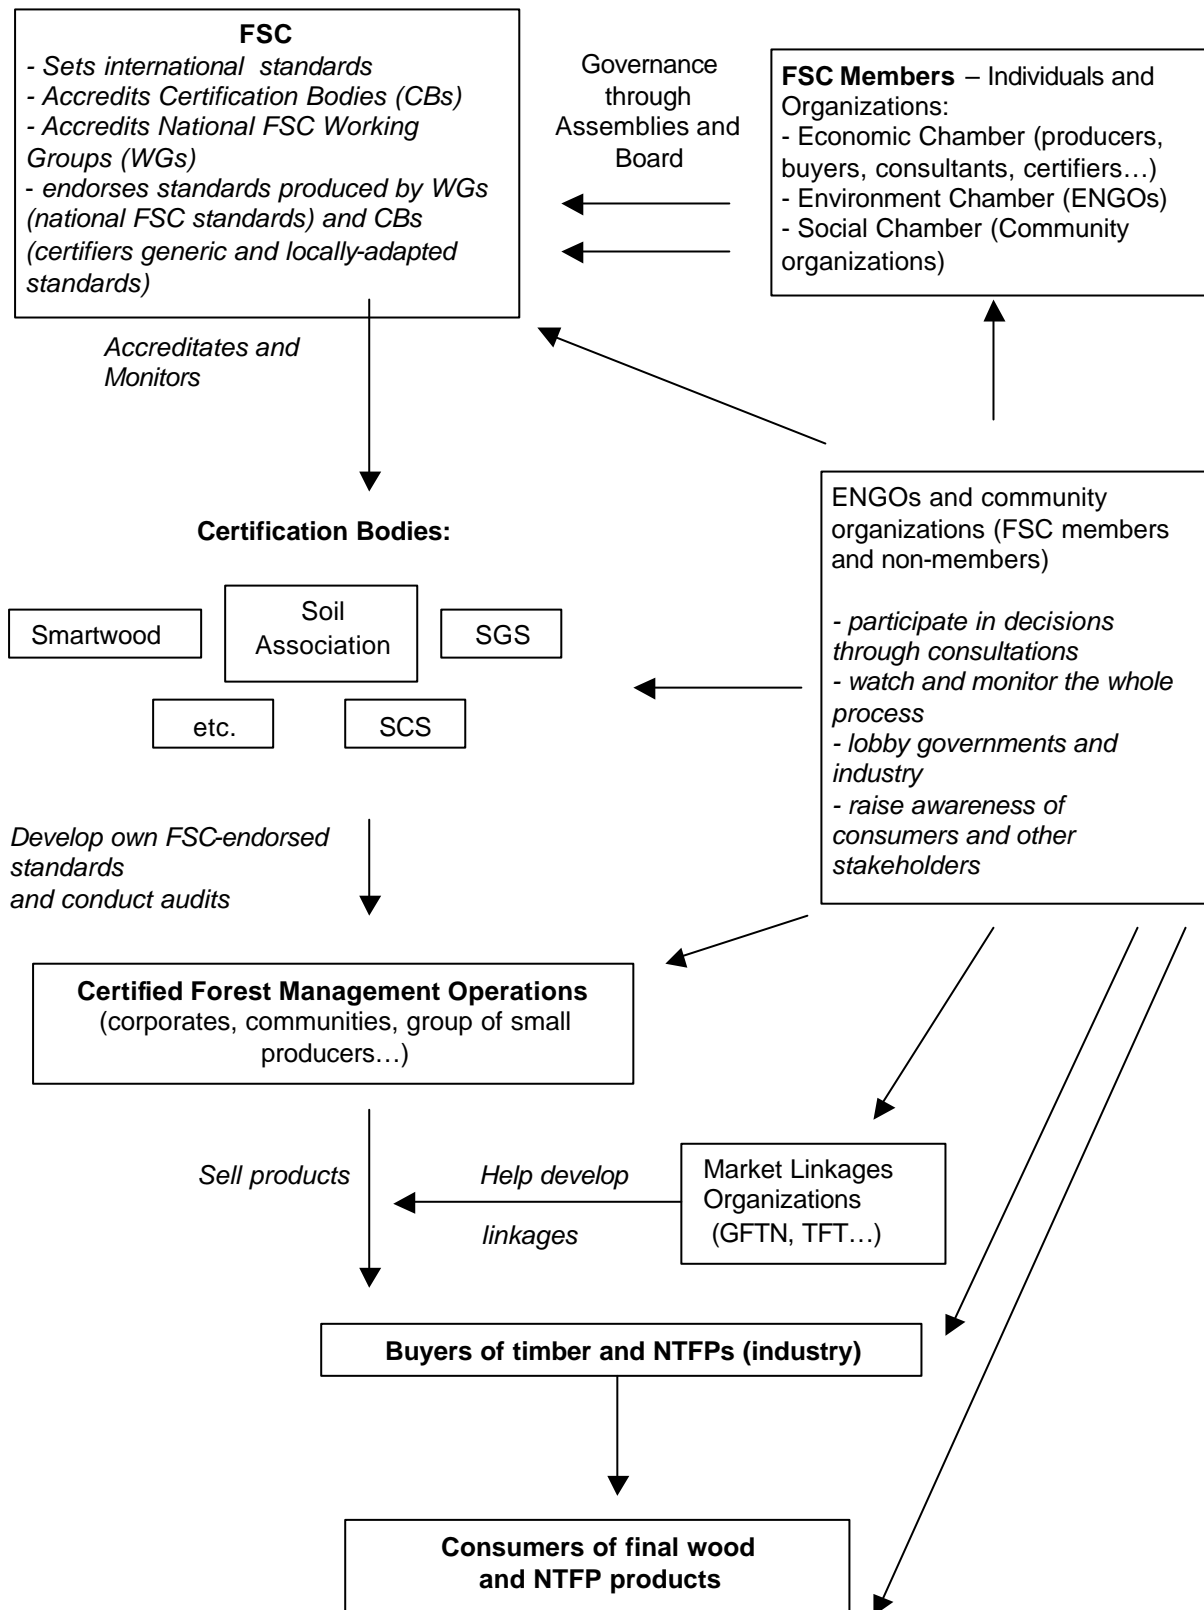 FSC
- Sets international standards
- Accredits Certification Bodies (CBs)
- Accredits National FSC Working
Groups (WGs)
- endorses standards produced by WGs
(national FSC standards) and CBs
(certifiers generic and locally-adapted
standards)
Governance
through
Assemblies and
Board
FSC Members – Individuals and
Organizations:
- Economic Chamber (producers,
buyers, consultants, certifiers…)
- Environment Chamber (ENGOs)
- Social Chamber (Community
organizations)
Accreditates and
Monitors
Certification Bodies:
Smartwood
Soil
Association
SGS
etc.
SCS
ENGOs and community
organizations (FSC members
and non-members)
- participate in decisions
through consultations
- watch and monitor the whole
process
- lobby governments and
industry
- raise awareness of
consumers and other
stakeholders
Develop own FSC-endorsed
standards
and conduct audits
Certified Forest Management Operations
(corporates, communities, group of small
producers…)
Sell products
Help develop
linkages
Market Linkages
Organizations
(GFTN, TFT…)
Buyers of timber and NTFPs (industry)
Consumers of final wood
and NTFP products